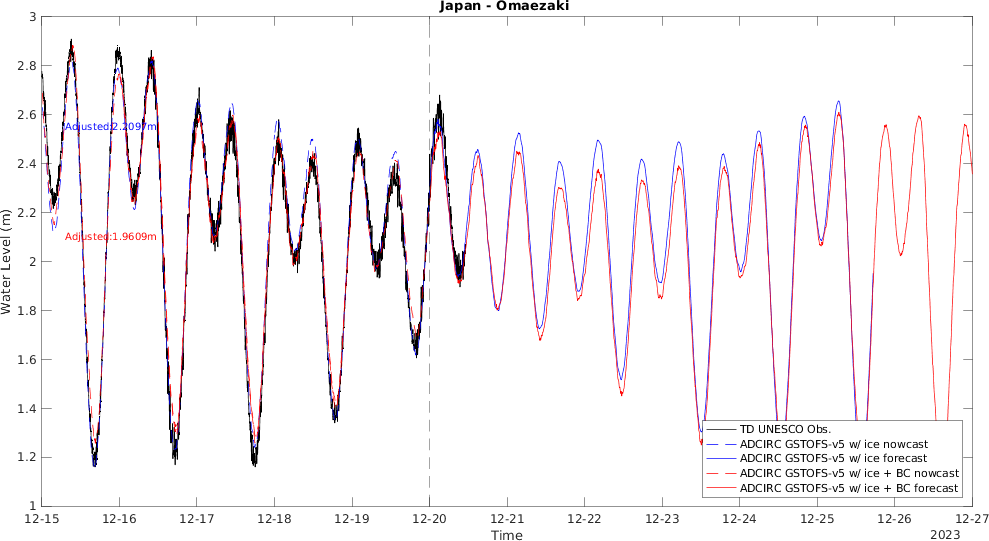 Japan - Omaezaki
3
2.8
2.6
2.4
2.2
2
1.8
1.6
1.4
1.2
1
Water Level (m)
Adjusted:2.2097m
Adjusted:1.9609m
TD UNESCO Obs.
ADCIRC GSTOFS-v5 w/ ice nowcast
ADCIRC GSTOFS-v5 w/ ice forecast
ADCIRC GSTOFS-v5 w/ ice + BC nowcast
ADCIRC GSTOFS-v5 w/ ice + BC forecast
12-15 12-16 12-17 12-18 12-19 12-20 12-21 12-22 12-23 12-24 12-25 12-26 12-27
Time
2023